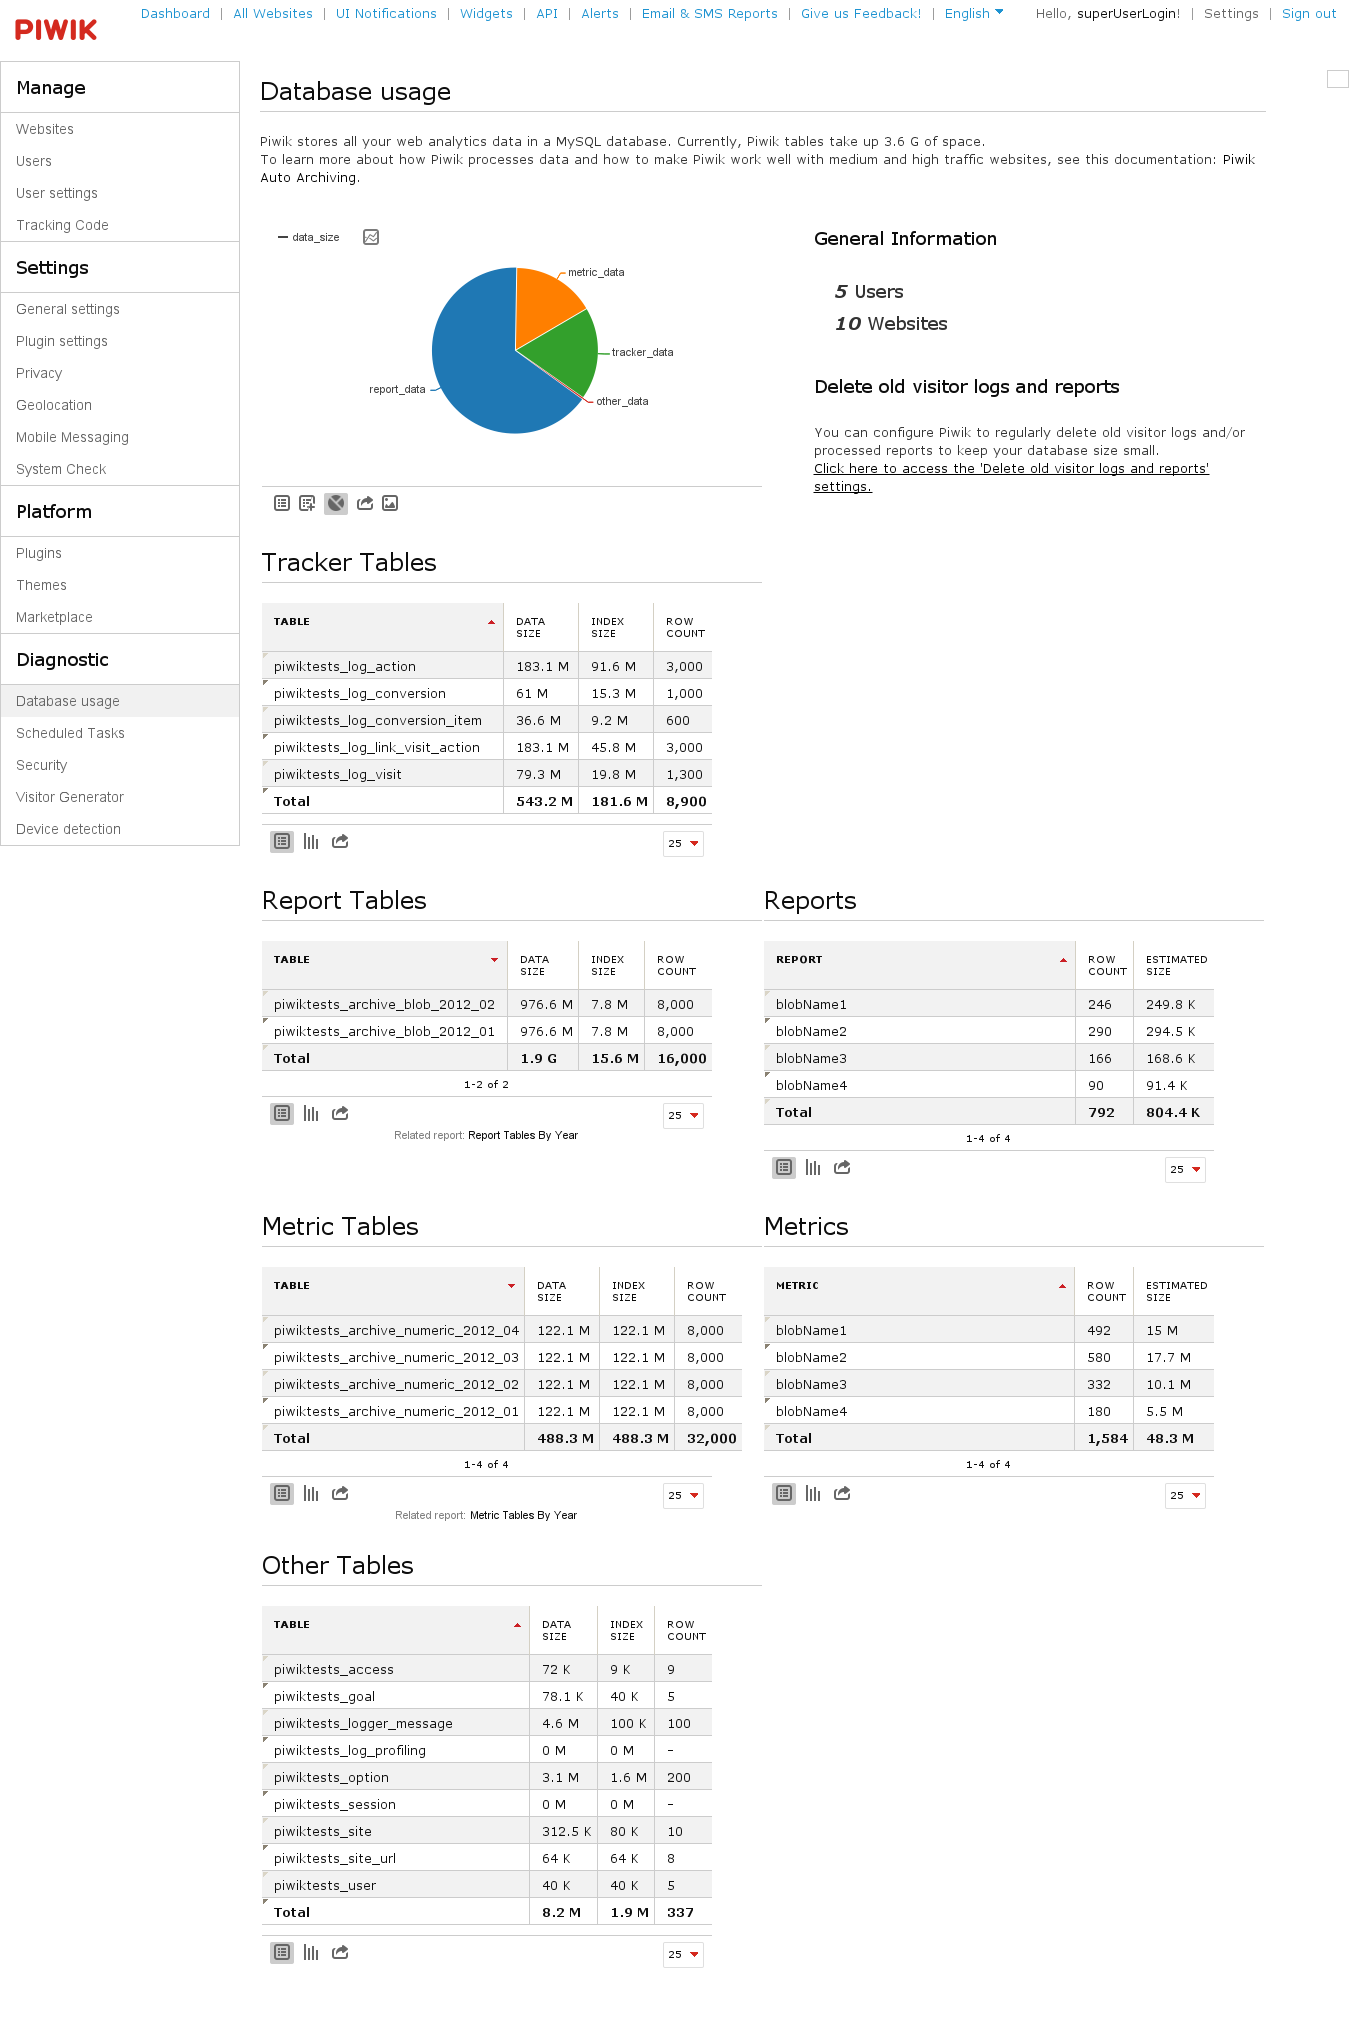 PIWIK
Dashboard | All Websites | UI Notifications | Widgets | API | Alerts | Email & SMS Reports | Give us Feedback! | English
Hello, superUserLogin! | Settings | Sign out
Manage
Websites
Users
User settings
Tracking Code
Settings
General settings
Plugin settings
Privacy
Geolocation
Mobile Messaging
System Check
Platform
Plugins
Themes
Marketplace
Diagnostic
Database usage
Scheduled Tasks
Security
Visitor Generator
Device detection
Database usage
Piwik stores all your web analytics data in a MySQL database. Currently, Piwik tables take up 3.6 G of space.
To learn more about how Piwik processes data and how to make Piwik work well with medium and high traffic websites, see this documentation: Piwik
Auto Archiving.
data_size
metric_data
tracker_data
report_data
other_data
General Information
5 Users
10 Websites
Delete old visitor logs and reports
You can configure Piwik to regularly delete old visitor logs and/or
processed reports to keep your database size small.
Click here to access the 'Delete old visitor logs and reports'
settings.
Tracker Tables
TABLE DATA SIZE INDEX SIZE ROW COUNT
piwiktests_log_action 183.1 M 91.6 M 3,000
piwiktests_log_conversion 61 M 15.3 M 1,000
piwiktests_log_conversion_item 36.6 M 9.2 M 600
piwiktests_log_link_visit_action 183.1 M 45.8 M 3,000
piwiktests_log_visit 79.3 M 19.8 M 1,300
Total 543.2 M 181.6 M 8,900
25
Report Tables
TABLE DATA SIZE INDEX SIZE ROW COUNT
piwiktests_archive_blob_2012_02 976.6 M 7.8 M 8,000
piwiktests_archive_blob_2012_01 976.6 M 7.8 M 8,000
Total 1.9 G 15.6 M 16,000
1-2 of 2
25
Related report: Report Tables By Year
Reports
REPORT ROW COUNT ESTIMATED SIZE
blobName1 246 249.8 K
blobName2 290 294.5 K
blobName3 166 168.6 K
blobName4 90 91.4 K
Total 792 804.4 K
1-4 of 4
25
Metric Tables
TABLE DATA SIZE INDEX SIZE ROW COUNT
piwiktests_archive_numeric_2012_04 122.1 M 122.1 M 8,000
piwiktests_archive_numeric_2012_03 122.1 M 122.1 M 8,000
piwiktests_archive_numeric_2012_02 122.1 M 122.1 M 8,000
piwiktests_archive_numeric_2012_01 122.1 M 122.1 M 8,000
Total 488.3 M 488.3 M 32,000
1-4 of 4
25
Related report: Metric Tables By Year
Metrics
METRIC ROW COUNT ESTIMATED SIZE
blobName1 492 15 M
blobName2 580 17.7 M
blobName3 332 10.1 M
blobName4 180 5.5 M
Total 1,584 48.3 M
1-4 of 4
25
Other Tables
TABLE DATA SIZE INDEX SIZE ROW COUNT
piwiktests_access 72 K 9 K 9
piwiktests_goal 78.1 K 40 K 5
piwiktests_logger_message 4.6 M 100 K 100
piwiktests_log_profiling 0 M 0 M -
piwiktests_option 3.1 M 1.6 M 200
piwiktests_session 0 M 0 M -
piwiktests_site 312.5 K 80 K 10
piwiktests_site_url 64 K 64 K 8
piwiktests_user 40 K 40 K 5
Total 8.2 M 1.9 M 337
25